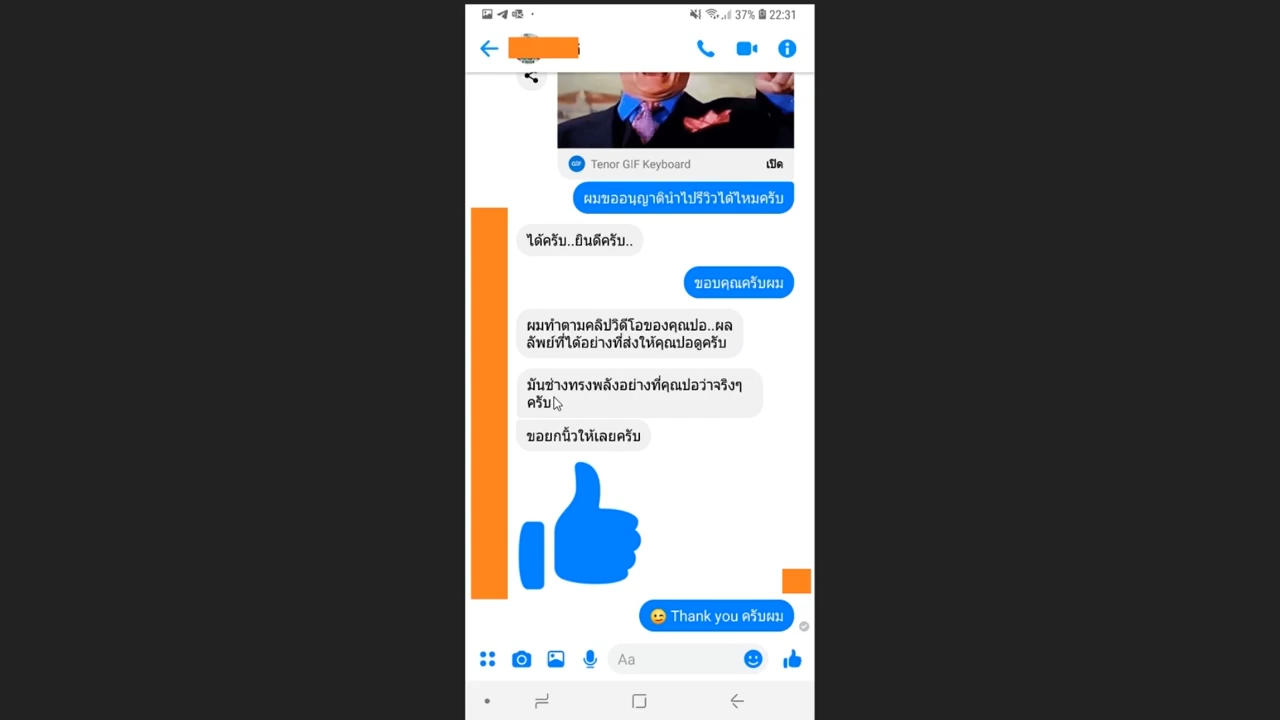 37% 22:31
GIF Tenor GIF Keyboard เปิด
ผมขออนุญาตินำไปรีวิวได้ไหมครับ
ได้ครับ..ยินดีครับ..
ขอบคุณครับผม
ผมทำตามคลิปวิดีโอของคุณปอ..ผล
ลัพย์ที่ได้อย่างที่ส่งให้คุณปอดูครับ
มันช่างทรงพลังอย่างที่คุณปอว่าจริงๆ
ครับ
ขอยกนิ้วให้เลยครับ
😉 Thank you ครับผม
Aa